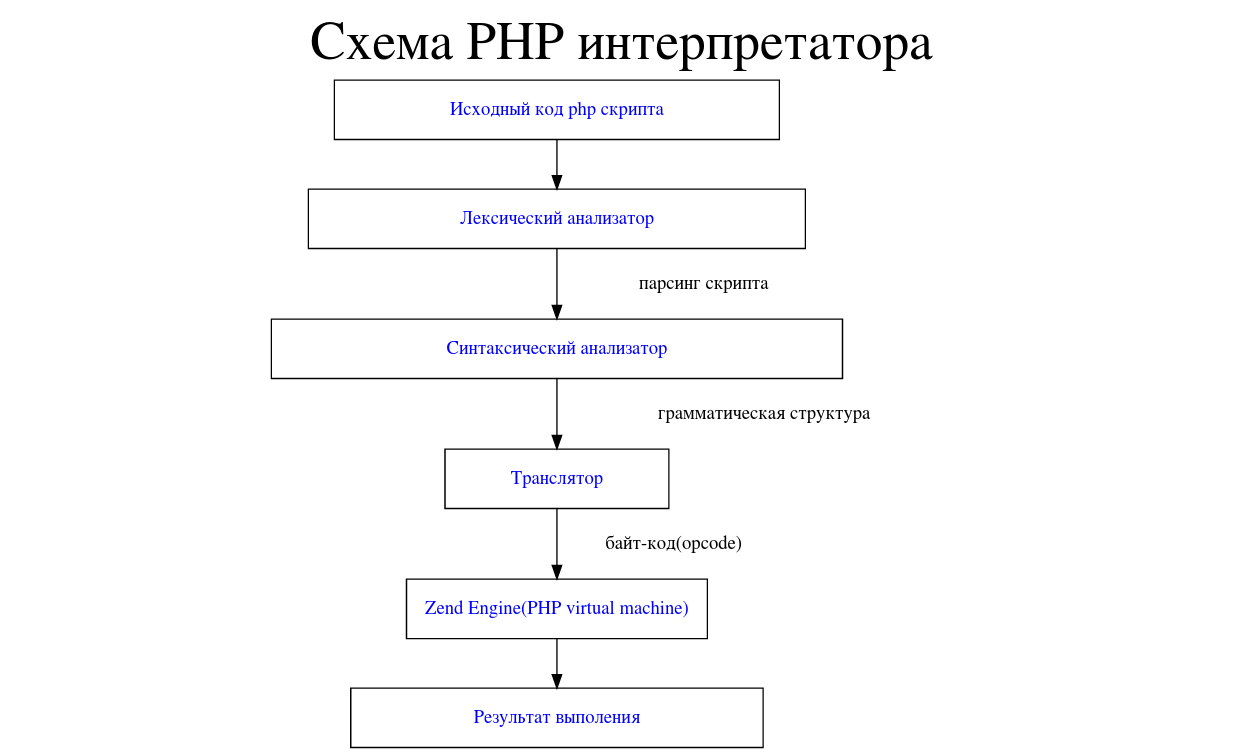 Схема PHP интерпретатора
Исходный код php скрипта
Лексический анализатор
парсинг скрипта
Синтаксический анализатор
грамматическая структура
Транслятор
байт-код(opcode)
Zend Engine(PHP virtual machine)
Результат выполения